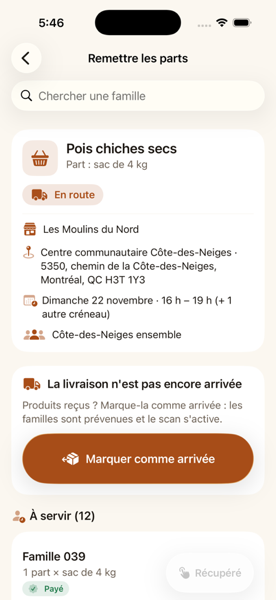 5:46
Remettre les parts
Chercher une famille
Pois chiches secs
Part : sac de 4 kg
En route
Les Moulins du Nord
Centre communautaire Côte-des-Neiges ·
5350, chemin de la Côte-des-Neiges,
Montréal, QC H3T 1Y3
Dimanche 22 novembre · 16 h – 19 h (+ 1
autre créneau)
Côte-des-Neiges ensemble
La livraison n'est pas encore arrivée
Produits reçus ? Marque-la comme arrivée : les
familles sont prévenues et le scan s'active.
Marquer comme arrivée
À servir (12)
Famille 039
1 part × sac de 4 kg
Récupéré
Payé